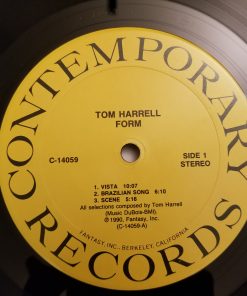 CONTEMPORARY
TOM HARRELL
FORM
C-14059
SIDE 1
STEREO
1. VISTA 10:07
2. BRAZILIAN SONG 6:10
3. SCENE 5:16
All selections composed by Tom Harrell
(Music DuBois-BMI)
℗ 1990, Fantasy, Inc.
(C-14059-A)
FANTASY, INC., BERKELEY, CALIFORNIA
RECORDS